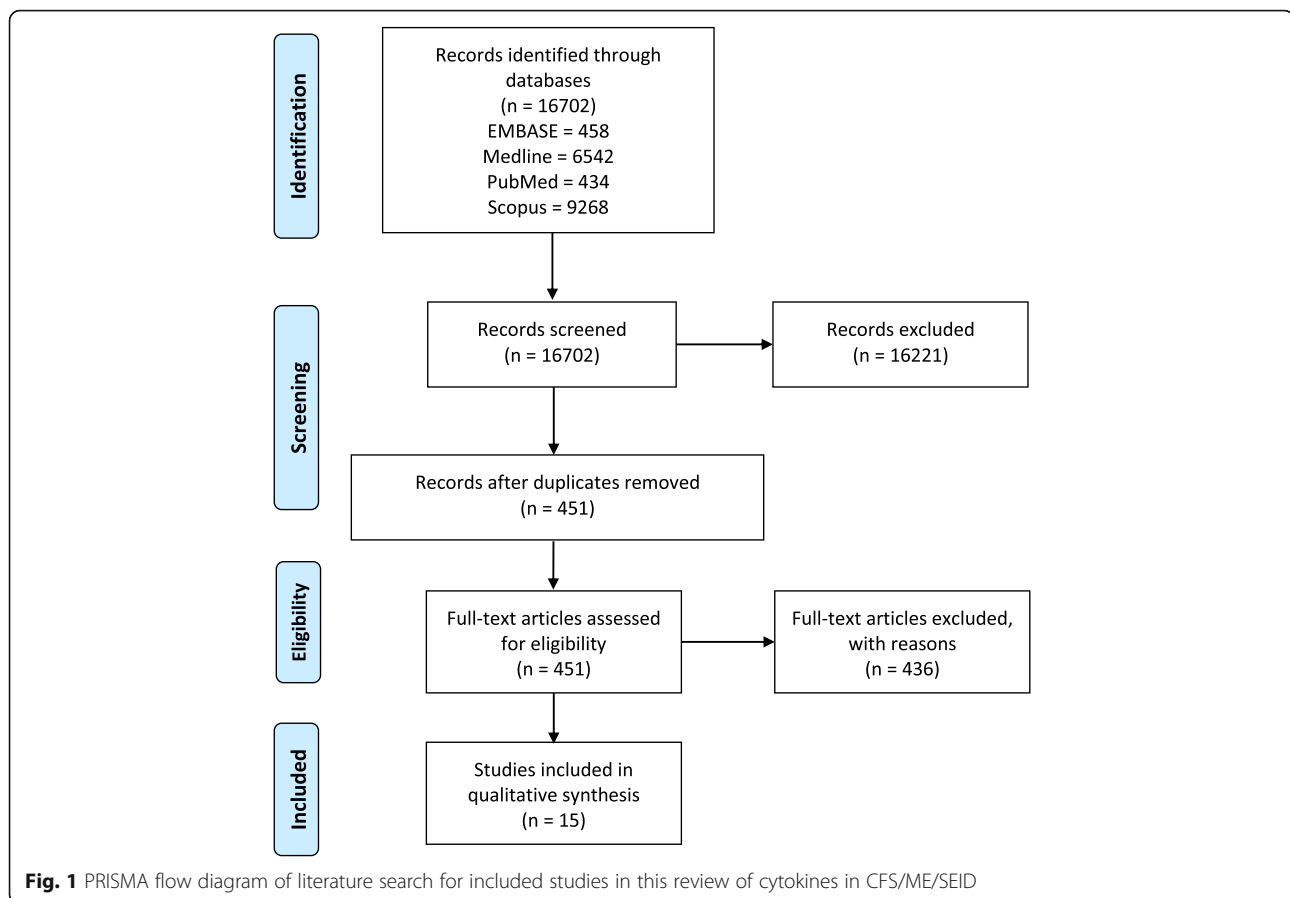 Identification
Records identified through
databases
(n = 16702)
EMBASE = 458
Medline = 6542
PubMed = 434
Scopus = 9268
Screening
Records screened
(n = 16702)
Records excluded
(n = 16221)
Records after duplicates removed
(n = 451)
Eligibility
Full-text articles assessed
for eligibility
(n = 451)
Full-text articles excluded,
with reasons
(n = 436)
Included
Studies included in
qualitative synthesis
(n = 15)
Fig. 1 PRISMA flow diagram of literature search for included studies in this review of cytokines in CFS/ME/SEID